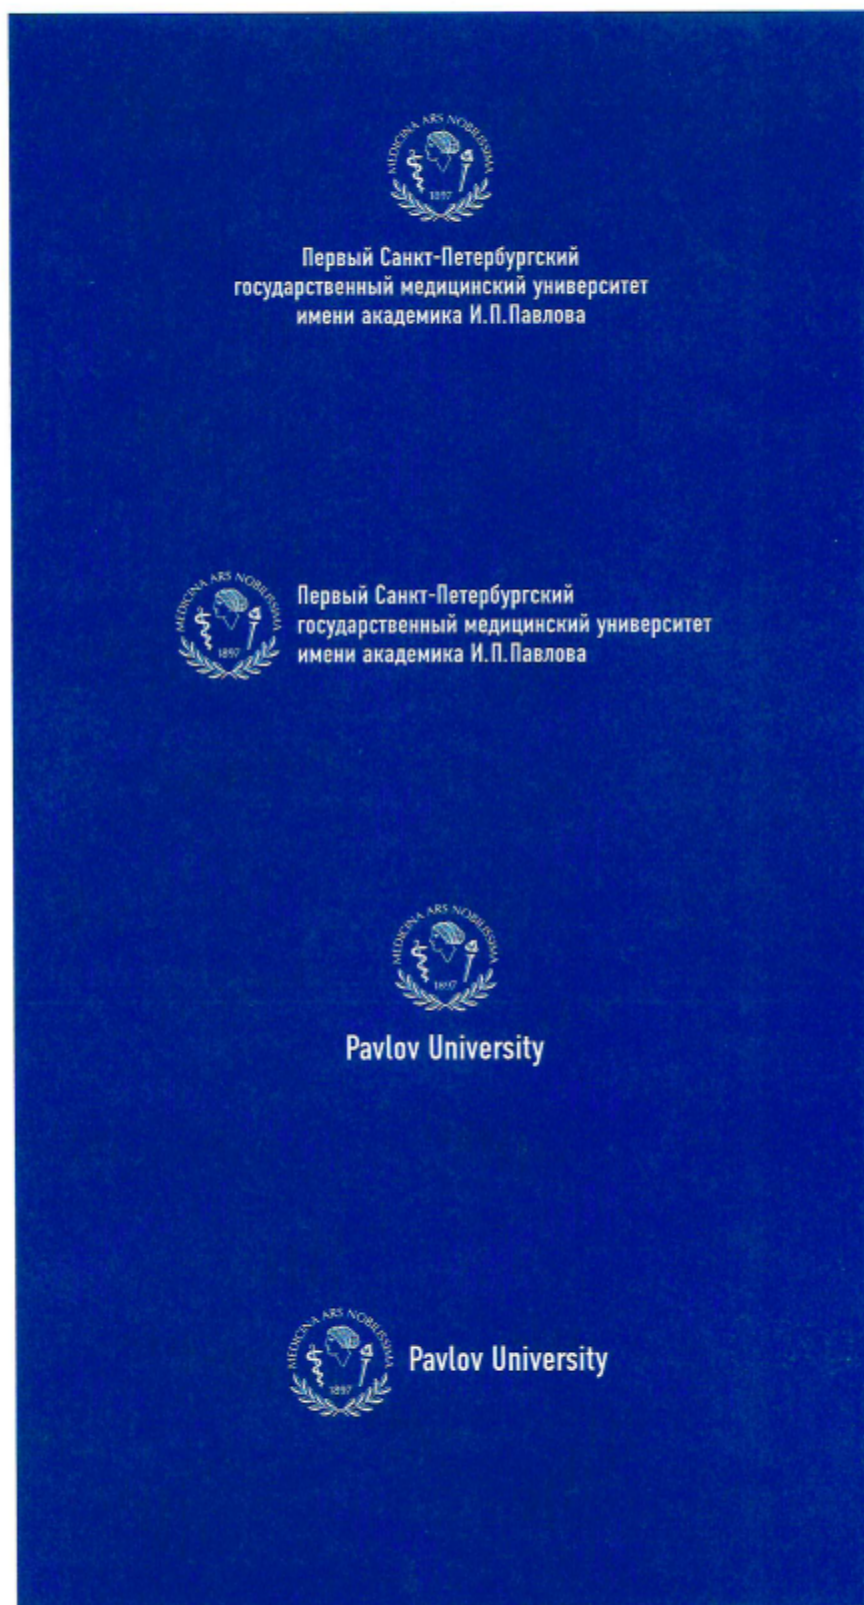 MEDICINA ARS NOBILISSIMA
1897
Первый Санкт-Петербургский
государственный медицинский университет
имени академика И.П.Павлова
MEDICINA ARS NOBILISSIMA
1897
Первый Санкт-Петербургский
государственный медицинский университет
имени академика И.П.Павлова
MEDICINA ARS NOBILISSIMA
1897
Pavlov University
MEDICINA ARS NOBILISSIMA
1897
Pavlov University